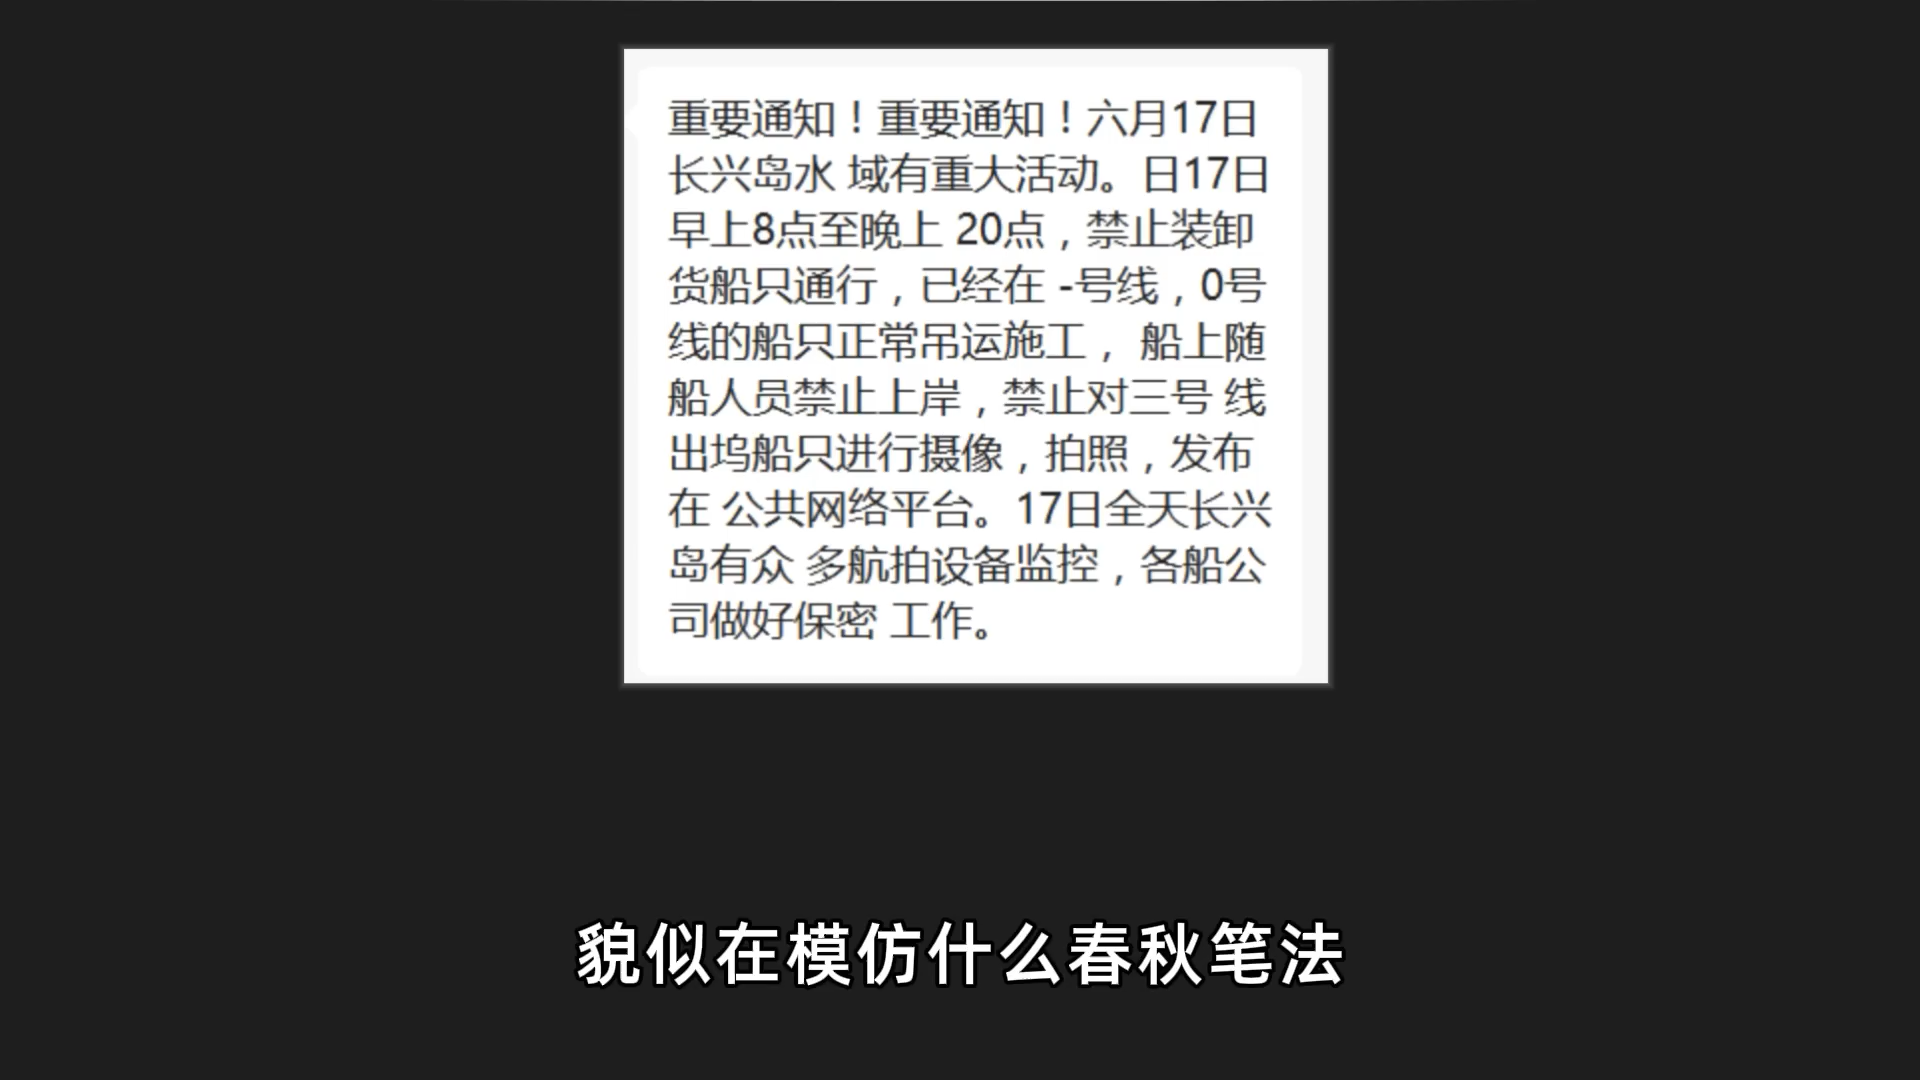 重要通知！重要通知！六月17日
长兴岛水 域有重大活动。日17日
早上8点至晚上 20点，禁止装卸
货船只通行，已经在 -号线，0号
线的船只正常吊运施工， 船上随
船人员禁止上岸，禁止对三号 线
出坞船只进行摄像，拍照，发布
在 公共网络平台。17日全天长兴
岛有众 多航拍设备监控，各船公
司做好保密 工作。
貌似在模仿什么春秋笔法